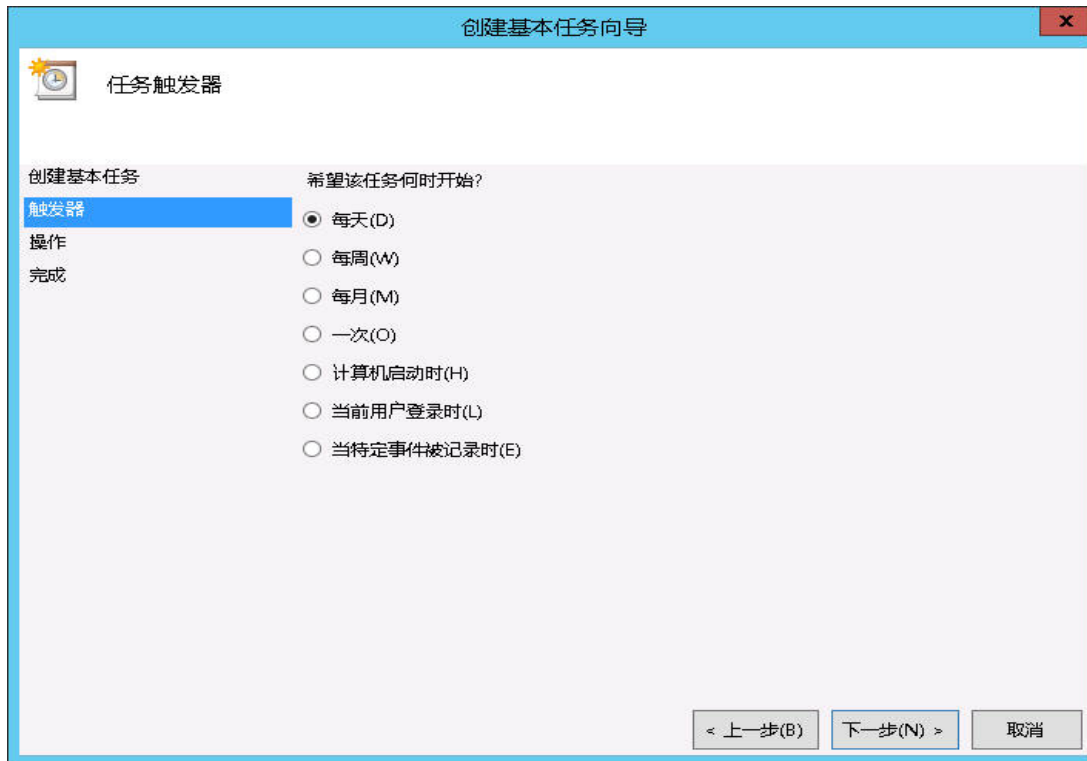 创建基本任务向导
x
任务触发器
创建基本任务
触发器
操作
完成
希望该任务何时开始?
每天(D)
每周(W)
每月(M)
一次(O)
计算机启动时(H)
当前用户登录时(L)
当特定事件被记录时(E)
< 上一步(B)
下一步(N) >
取消